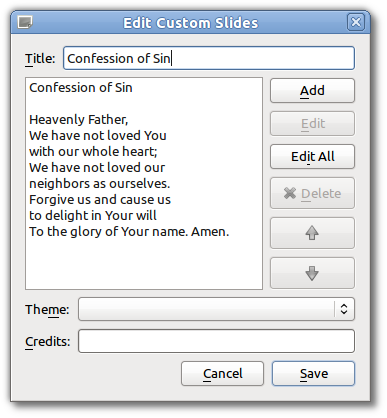 Edit Custom Slides
Title: Confession of Sin
Confession of Sin
Heavenly Father,
We have not loved You
with our whole heart;
We have not loved our
neighbors as ourselves.
Forgive us and cause us
to delight in Your will
To the glory of Your name. Amen.
Add
Edit
Edit All
Delete
Theme:
Credits:
Cancel
Save